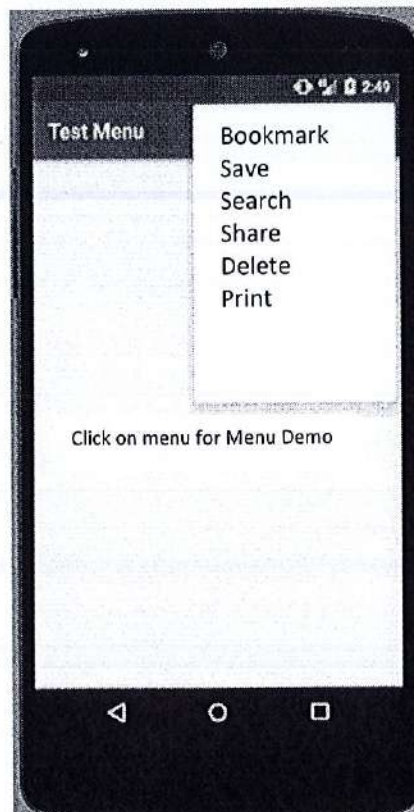 2:49
Test Menu
Bookmark
Save
Search
Share
Delete
Print
Click on menu for Menu Demo